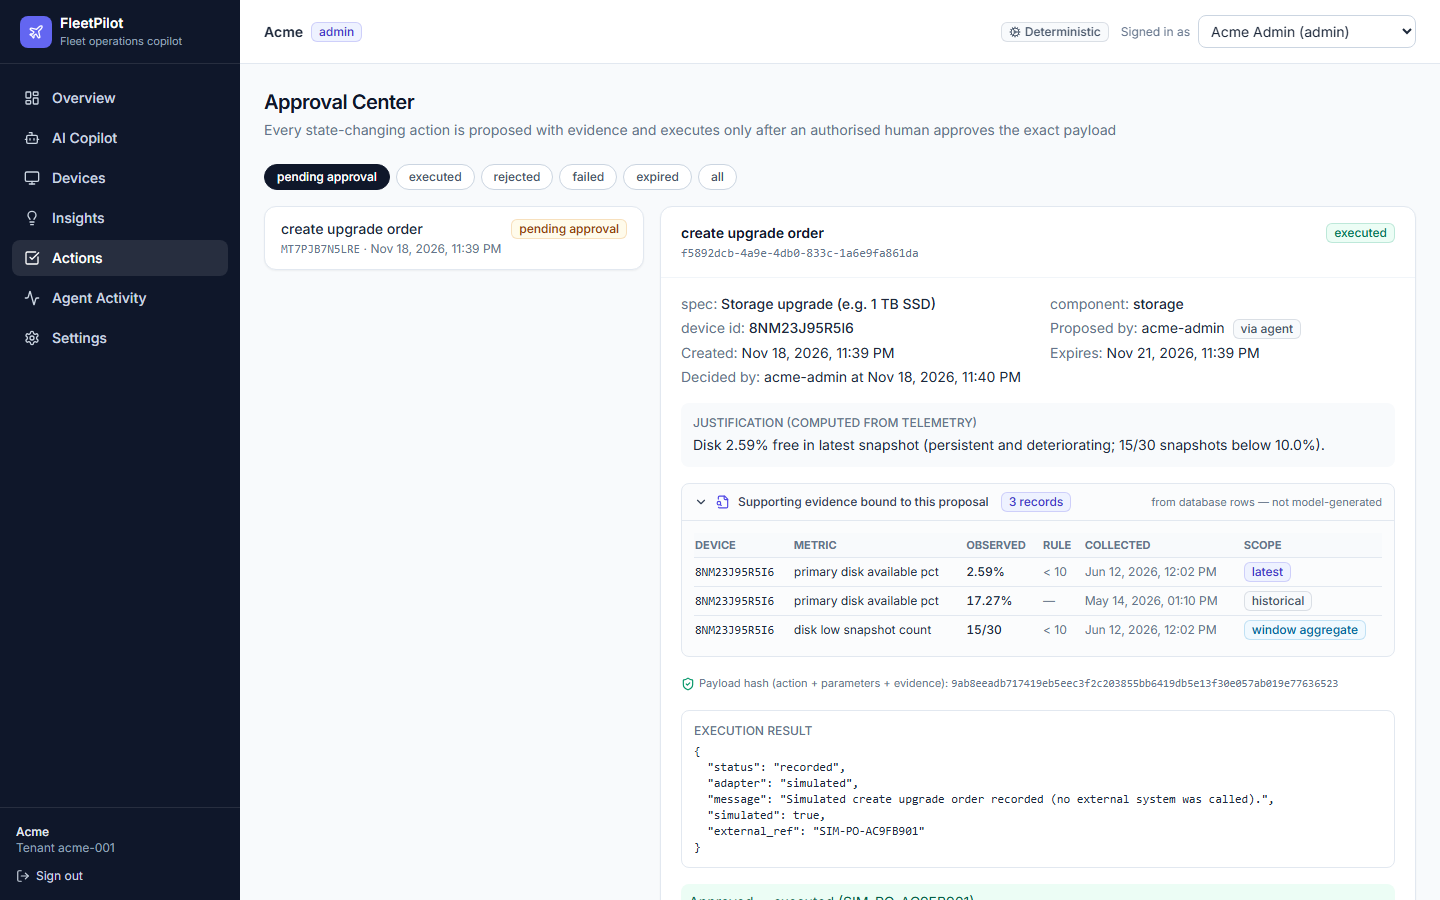 FleetPilot
Fleet operations copilot
Overview
AI Copilot
Devices
Insights
Actions
Agent Activity
Settings
Acme
Tenant acme-001
Sign out
Acme admin
Deterministic Signed in as Acme Admin (admin)
Approval Center
Every state-changing action is proposed with evidence and executes only after an authorised human approves the exact payload
pending approval executed rejected failed expired all
create upgrade order pending approval
MT7PJB7N5LRE · Nov 18, 2026, 11:39 PM
create upgrade order executed
f5892dcb-4a9e-4db0-833c-1a6e9fa861da
spec: Storage upgrade (e.g. 1 TB SSD) component: storage
device id: 8NM23J95R5I6 Proposed by: acme-admin via agent
Created: Nov 18, 2026, 11:39 PM Expires: Nov 21, 2026, 11:39 PM
Decided by: acme-admin at Nov 18, 2026, 11:40 PM
JUSTIFICATION (COMPUTED FROM TELEMETRY)
Disk 2.59% free in latest snapshot (persistent and deteriorating; 15/30 snapshots below 10.0%).
Supporting evidence bound to this proposal 3 records from database rows — not model-generated
DEVICE METRIC OBSERVED RULE COLLECTED SCOPE
8NM23J95R5I6 primary disk available pct 2.59% < 10 Jun 12, 2026, 12:02 PM latest
8NM23J95R5I6 primary disk available pct 17.27% — May 14, 2026, 01:10 PM historical
8NM23J95R5I6 disk low snapshot count 15/30 < 10 Jun 12, 2026, 12:02 PM window aggregate
Payload hash (action + parameters + evidence): 9ab8eeadb717419eb5eec3f2c203855bb6419db5e13f30e057ab019e77636523
EXECUTION RESULT
{
"status": "recorded",
"adapter": "simulated",
"message": "Simulated create upgrade order recorded (no external system was called).",
"simulated": true,
"external_ref": "SIM-PO-AC9FB901"
}